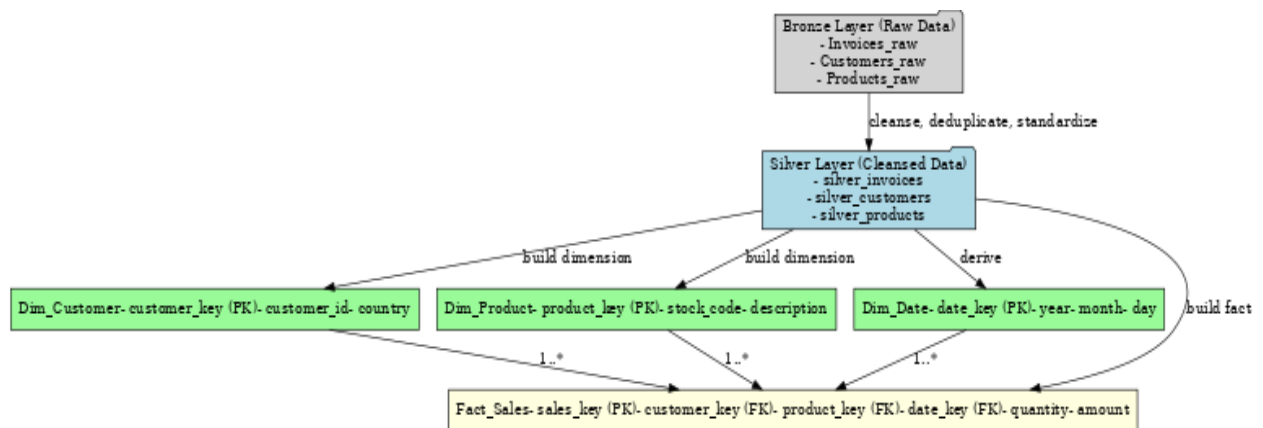 Bronze Layer (Raw Data)
- Invoices_raw
- Customers_raw
- Products_raw
cleanse, deduplicate, standardize
Silver Layer (Cleansed Data)
- silver_invoices
- silver_customers
- silver_products
build dimension
build dimension
derive
build fact
Dim_Customer- customer_key (PK)- customer_id- country
Dim_Product- product_key (PK)- stock_code- description
Dim_Date- date_key (PK)- year- month- day
1..*
1..*
1..*
Fact_Sales- sales_key (PK)- customer_key (FK)- product_key (FK)- date_key (FK)- quantity- amount